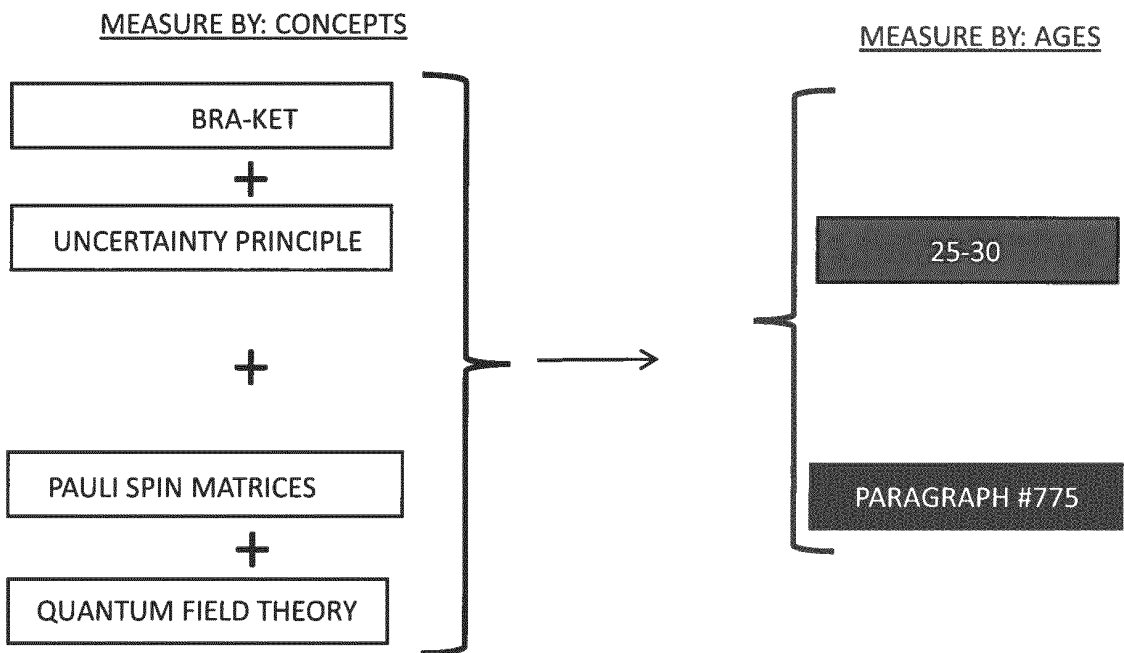 MEASURE BY: CONCEPTS
BRA-KET
+
UNCERTAINTY PRINCIPLE
+
PAULI SPIN MATRICES
+
QUANTUM FIELD THEORY
MEASURE BY: AGES
25-30
PARAGRAPH #775